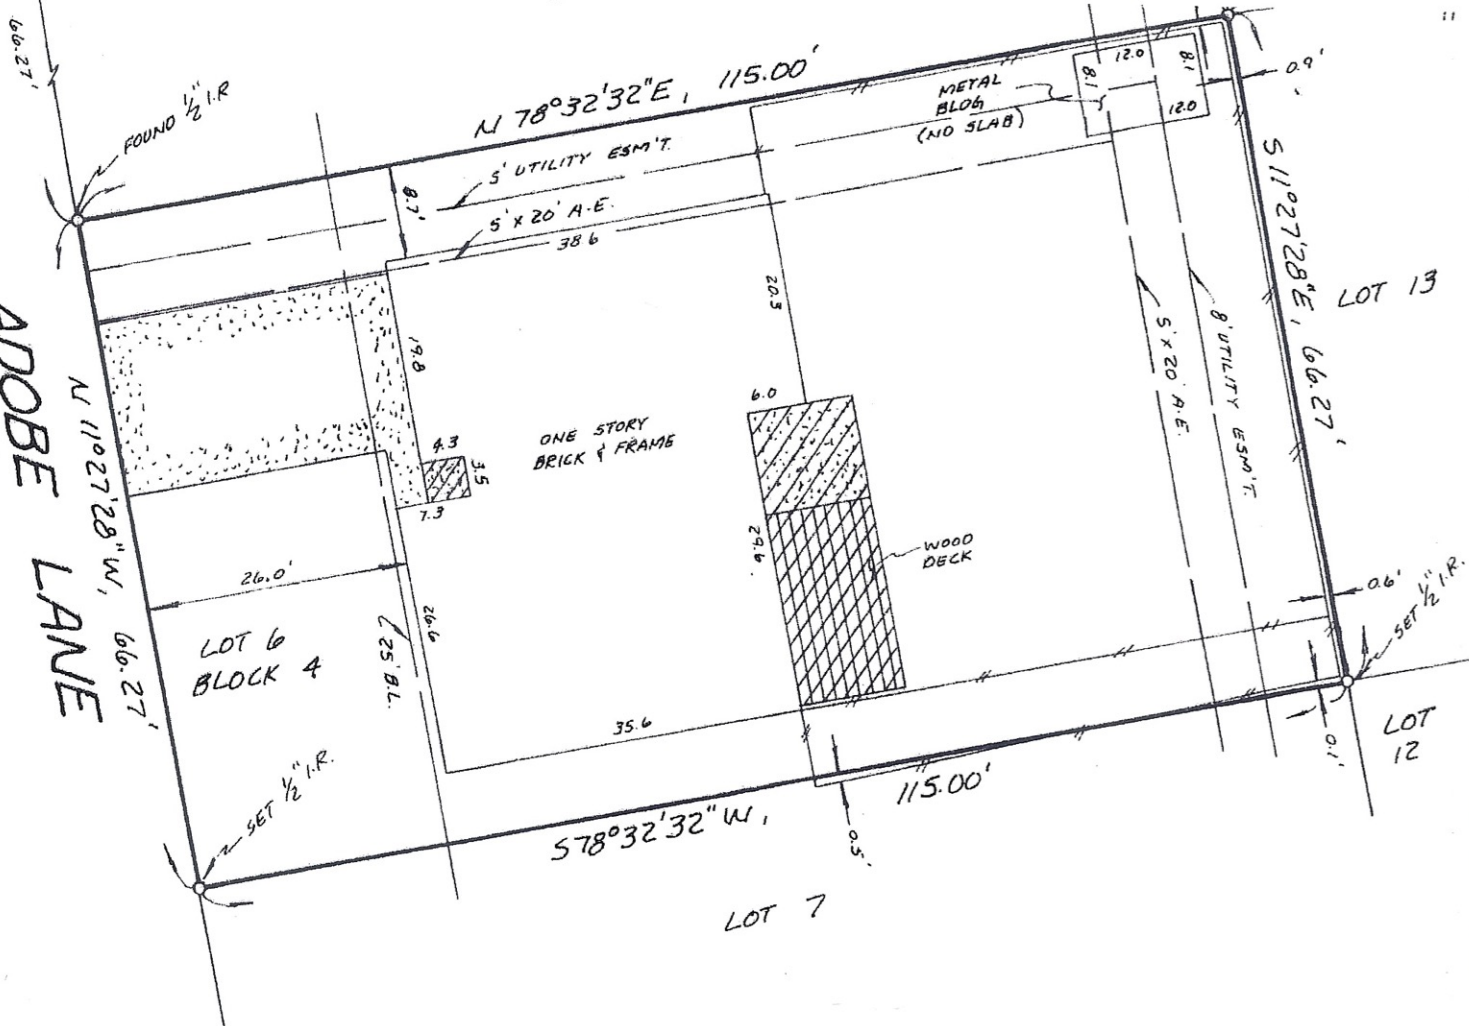 66.27'
FOUND 1/2" I.R
N 78°32'32"E, 115.00'
5' UTILITY ESM'T.
5' X 20' A.E.
8.7'
38.6
METAL
BLDG
(NO SLAB)
12.0
8.1
8.1
12.0
0.9'
S 11°27'28"E, 66.27'
LOT 13
ADOBE LANE
N 11°27'28"W, 66.27'
19.8
4.3
3.5
7.3
ONE STORY
BRICK & FRAME
20.3
6.0
29.6
WOOD
DECK
5' X 20' A.E.
8' UTILITY ESM'T.
26.0'
26.6
25' B.L.
LOT 6
BLOCK 4
35.6
0.6'
SET 1/2" I.R.
0.1'
LOT
12
SET 1/2" I.R.
S78°32'32"W, 115.00'
0.5'
LOT 7